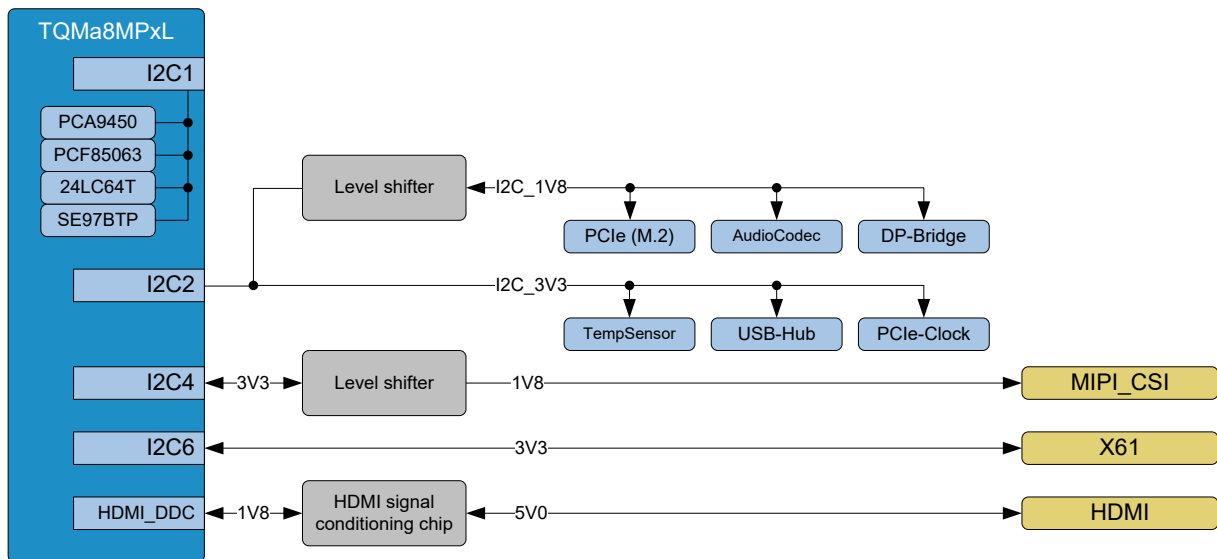 TQMa8MPxL
I2C1
PCA9450
PCF85063
24LC64T
SE97BTP
Level shifter
I2C_1V8
PCIe (M.2)
AudioCodec
DP-Bridge
I2C2
I2C_3V3
TempSensor
USB-Hub
PCIe-Clock
I2C4
3V3
Level shifter
1V8
MIPI_CSI
I2C6
3V3
X61
HDMI_DDC
1V8
HDMI signal
conditioning chip
5V0
HDMI